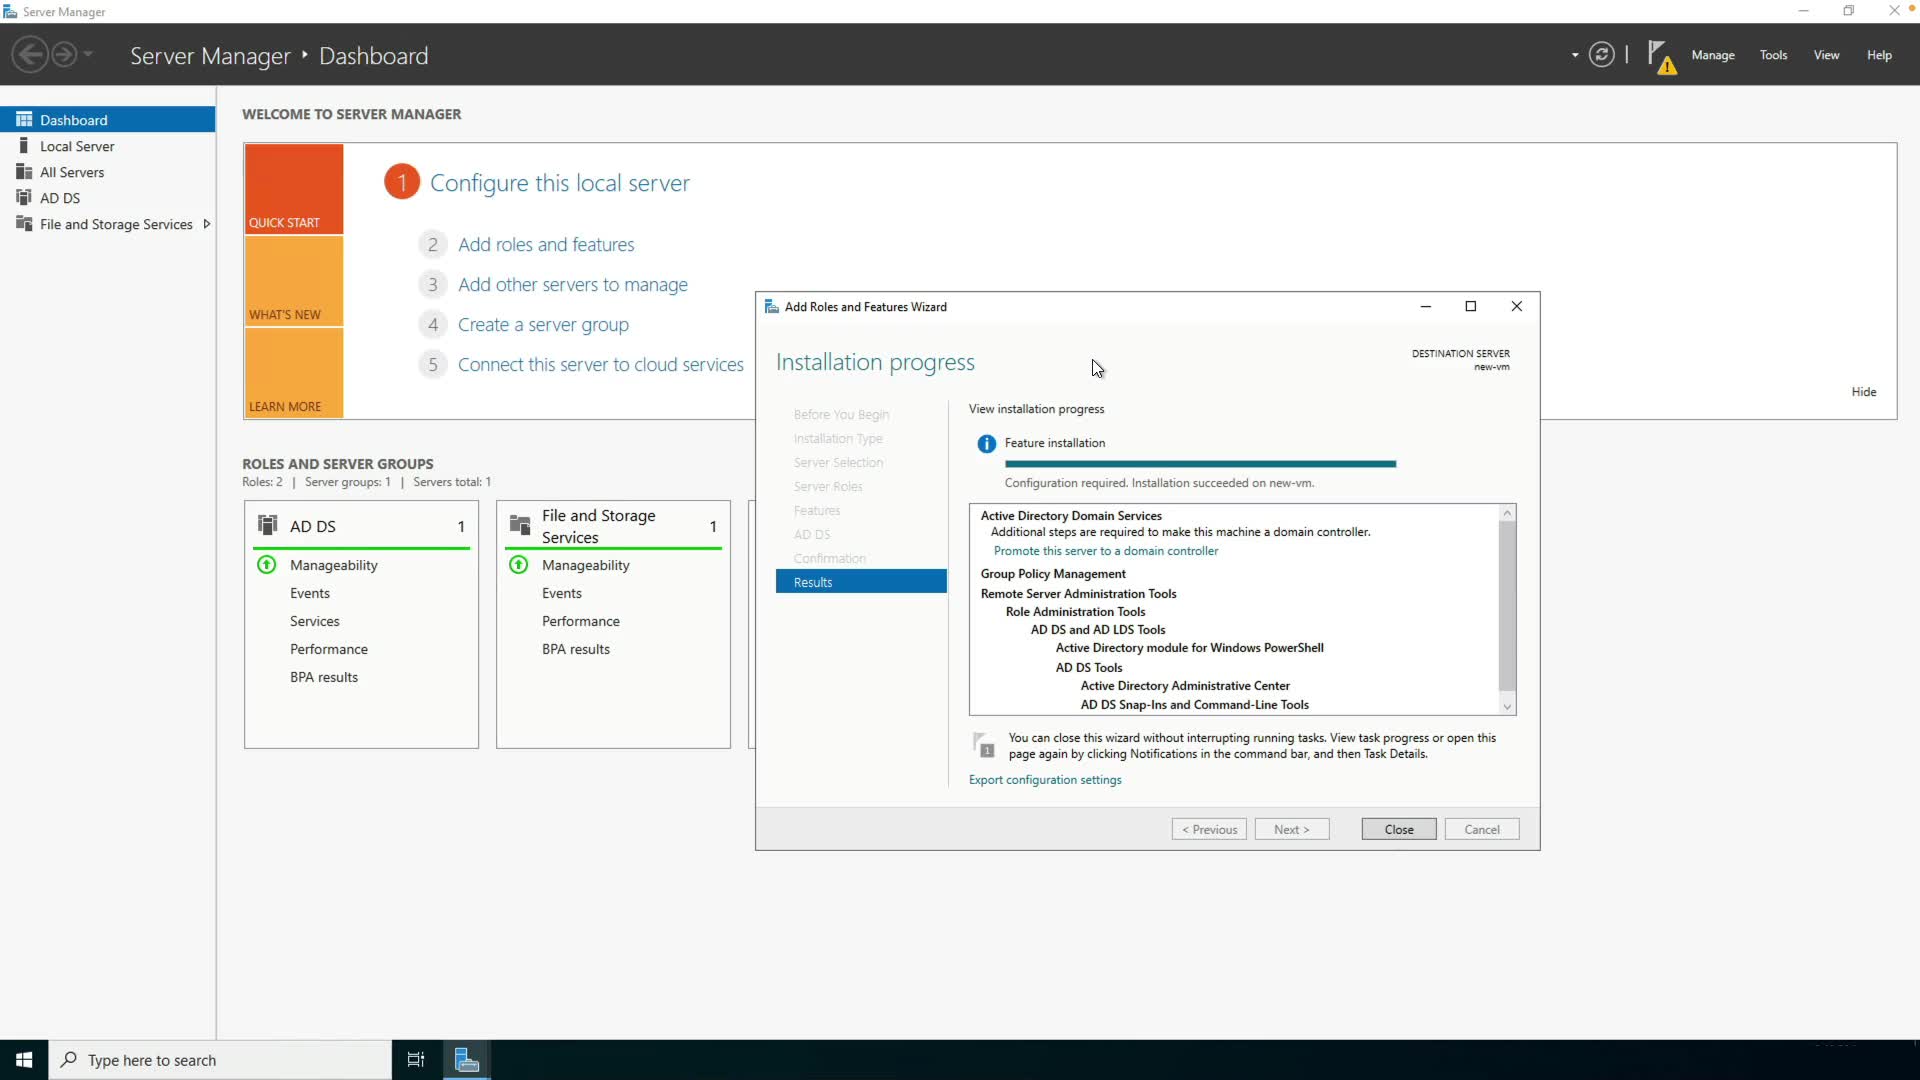 Server Manager
Server Manager ‣ Dashboard
Manage
Tools
View
Help
Dashboard
Local Server
All Servers
AD DS
File and Storage Services
WELCOME TO SERVER MANAGER
QUICK START
WHAT'S NEW
LEARN MORE
1 Configure this local server
2 Add roles and features
3 Add other servers to manage
4 Create a server group
5 Connect this server to cloud services
Hide
ROLES AND SERVER GROUPS
Roles: 2 | Server groups: 1 | Servers total: 1
AD DS 1
Manageability
Events
Services
Performance
BPA results
File and Storage
Services
1
Manageability
Events
Performance
BPA results
Add Roles and Features Wizard
Installation progress
DESTINATION SERVER
new-vm
Before You Begin
Installation Type
Server Selection
Server Roles
Features
AD DS
Confirmation
Results
View installation progress
Feature installation
Configuration required. Installation succeeded on new-vm.
Active Directory Domain Services
Additional steps are required to make this machine a domain controller.
Promote this server to a domain controller
Group Policy Management
Remote Server Administration Tools
Role Administration Tools
AD DS and AD LDS Tools
Active Directory module for Windows PowerShell
AD DS Tools
Active Directory Administrative Center
AD DS Snap-Ins and Command-Line Tools
1
You can close this wizard without interrupting running tasks. View task progress or open this
page again by clicking Notifications in the command bar, and then Task Details.
Export configuration settings
< Previous
Next >
Close
Cancel
Type here to search